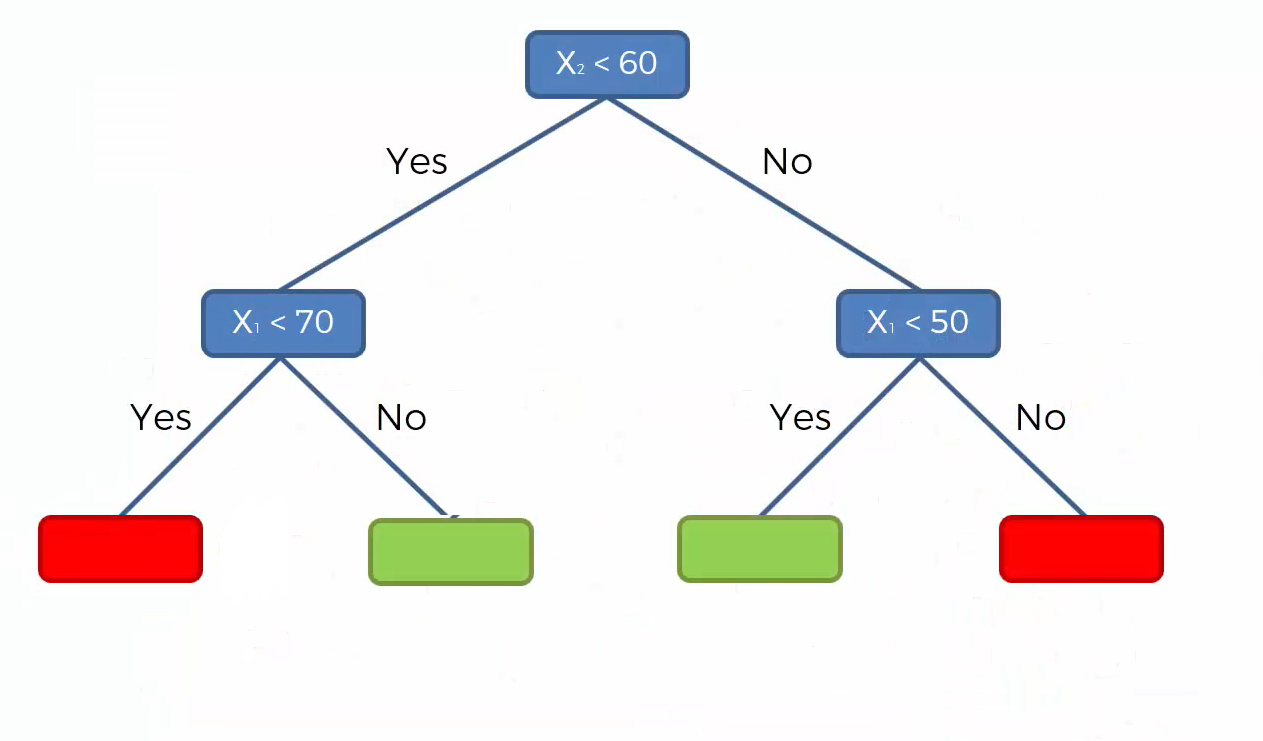 X₂ < 60
Yes
No
X₁ < 70
X₁ < 50
Yes
No
Yes
No